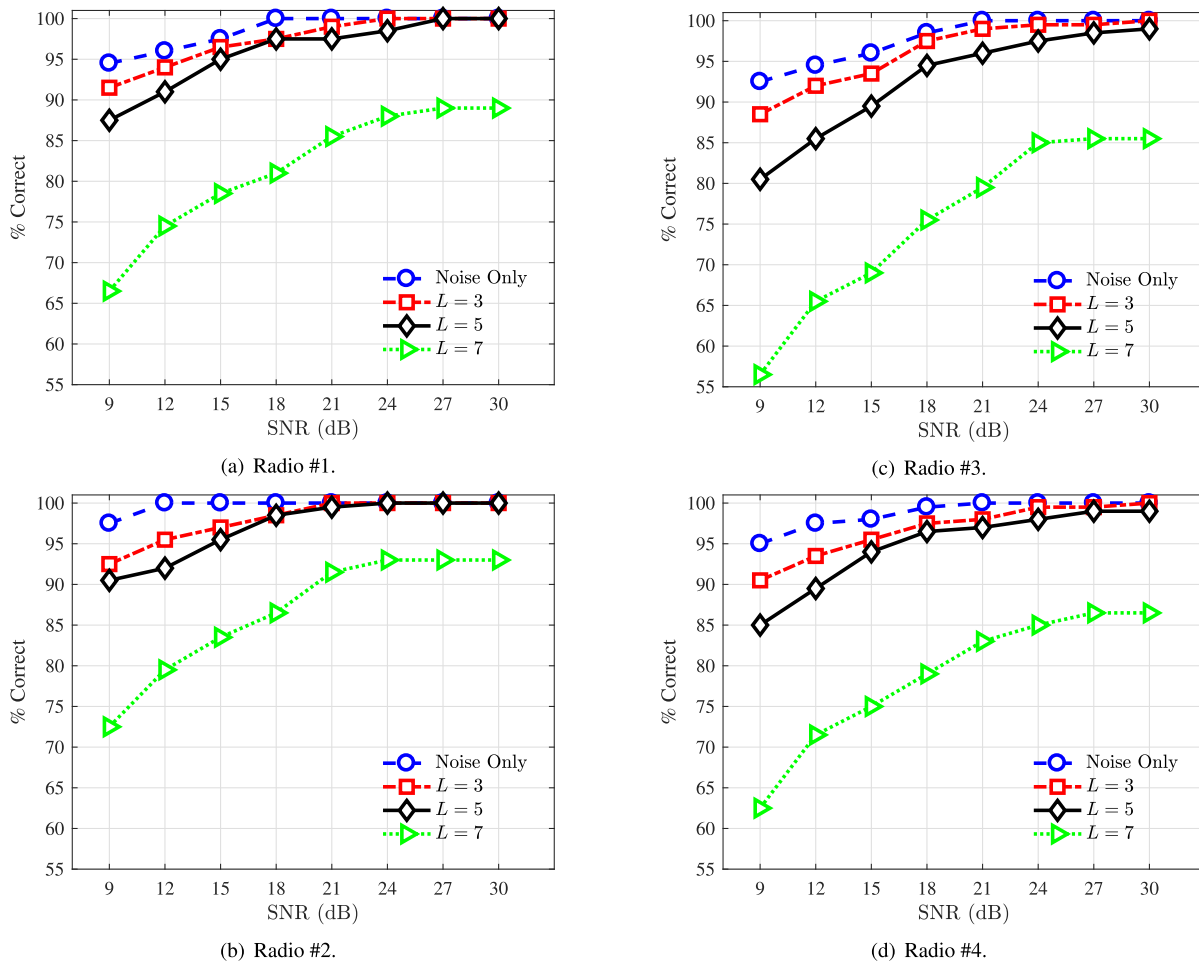 100
95
90
85
80
75
70
65
60
55
% Correct
Noise Only
L = 3
L = 5
L = 7
9 12 15 18 21 24 27 30
SNR (dB)
(a) Radio #1.
100
95
90
85
80
75
70
65
60
55
% Correct
Noise Only
L = 3
L = 5
L = 7
9 12 15 18 21 24 27 30
SNR (dB)
(b) Radio #2.
100
95
90
85
80
75
70
65
60
55
% Correct
Noise Only
L = 3
L = 5
L = 7
9 12 15 18 21 24 27 30
SNR (dB)
(c) Radio #3.
100
95
90
85
80
75
70
65
60
55
% Correct
Noise Only
L = 3
L = 5
L = 7
9 12 15 18 21 24 27 30
SNR (dB)
(d) Radio #4.